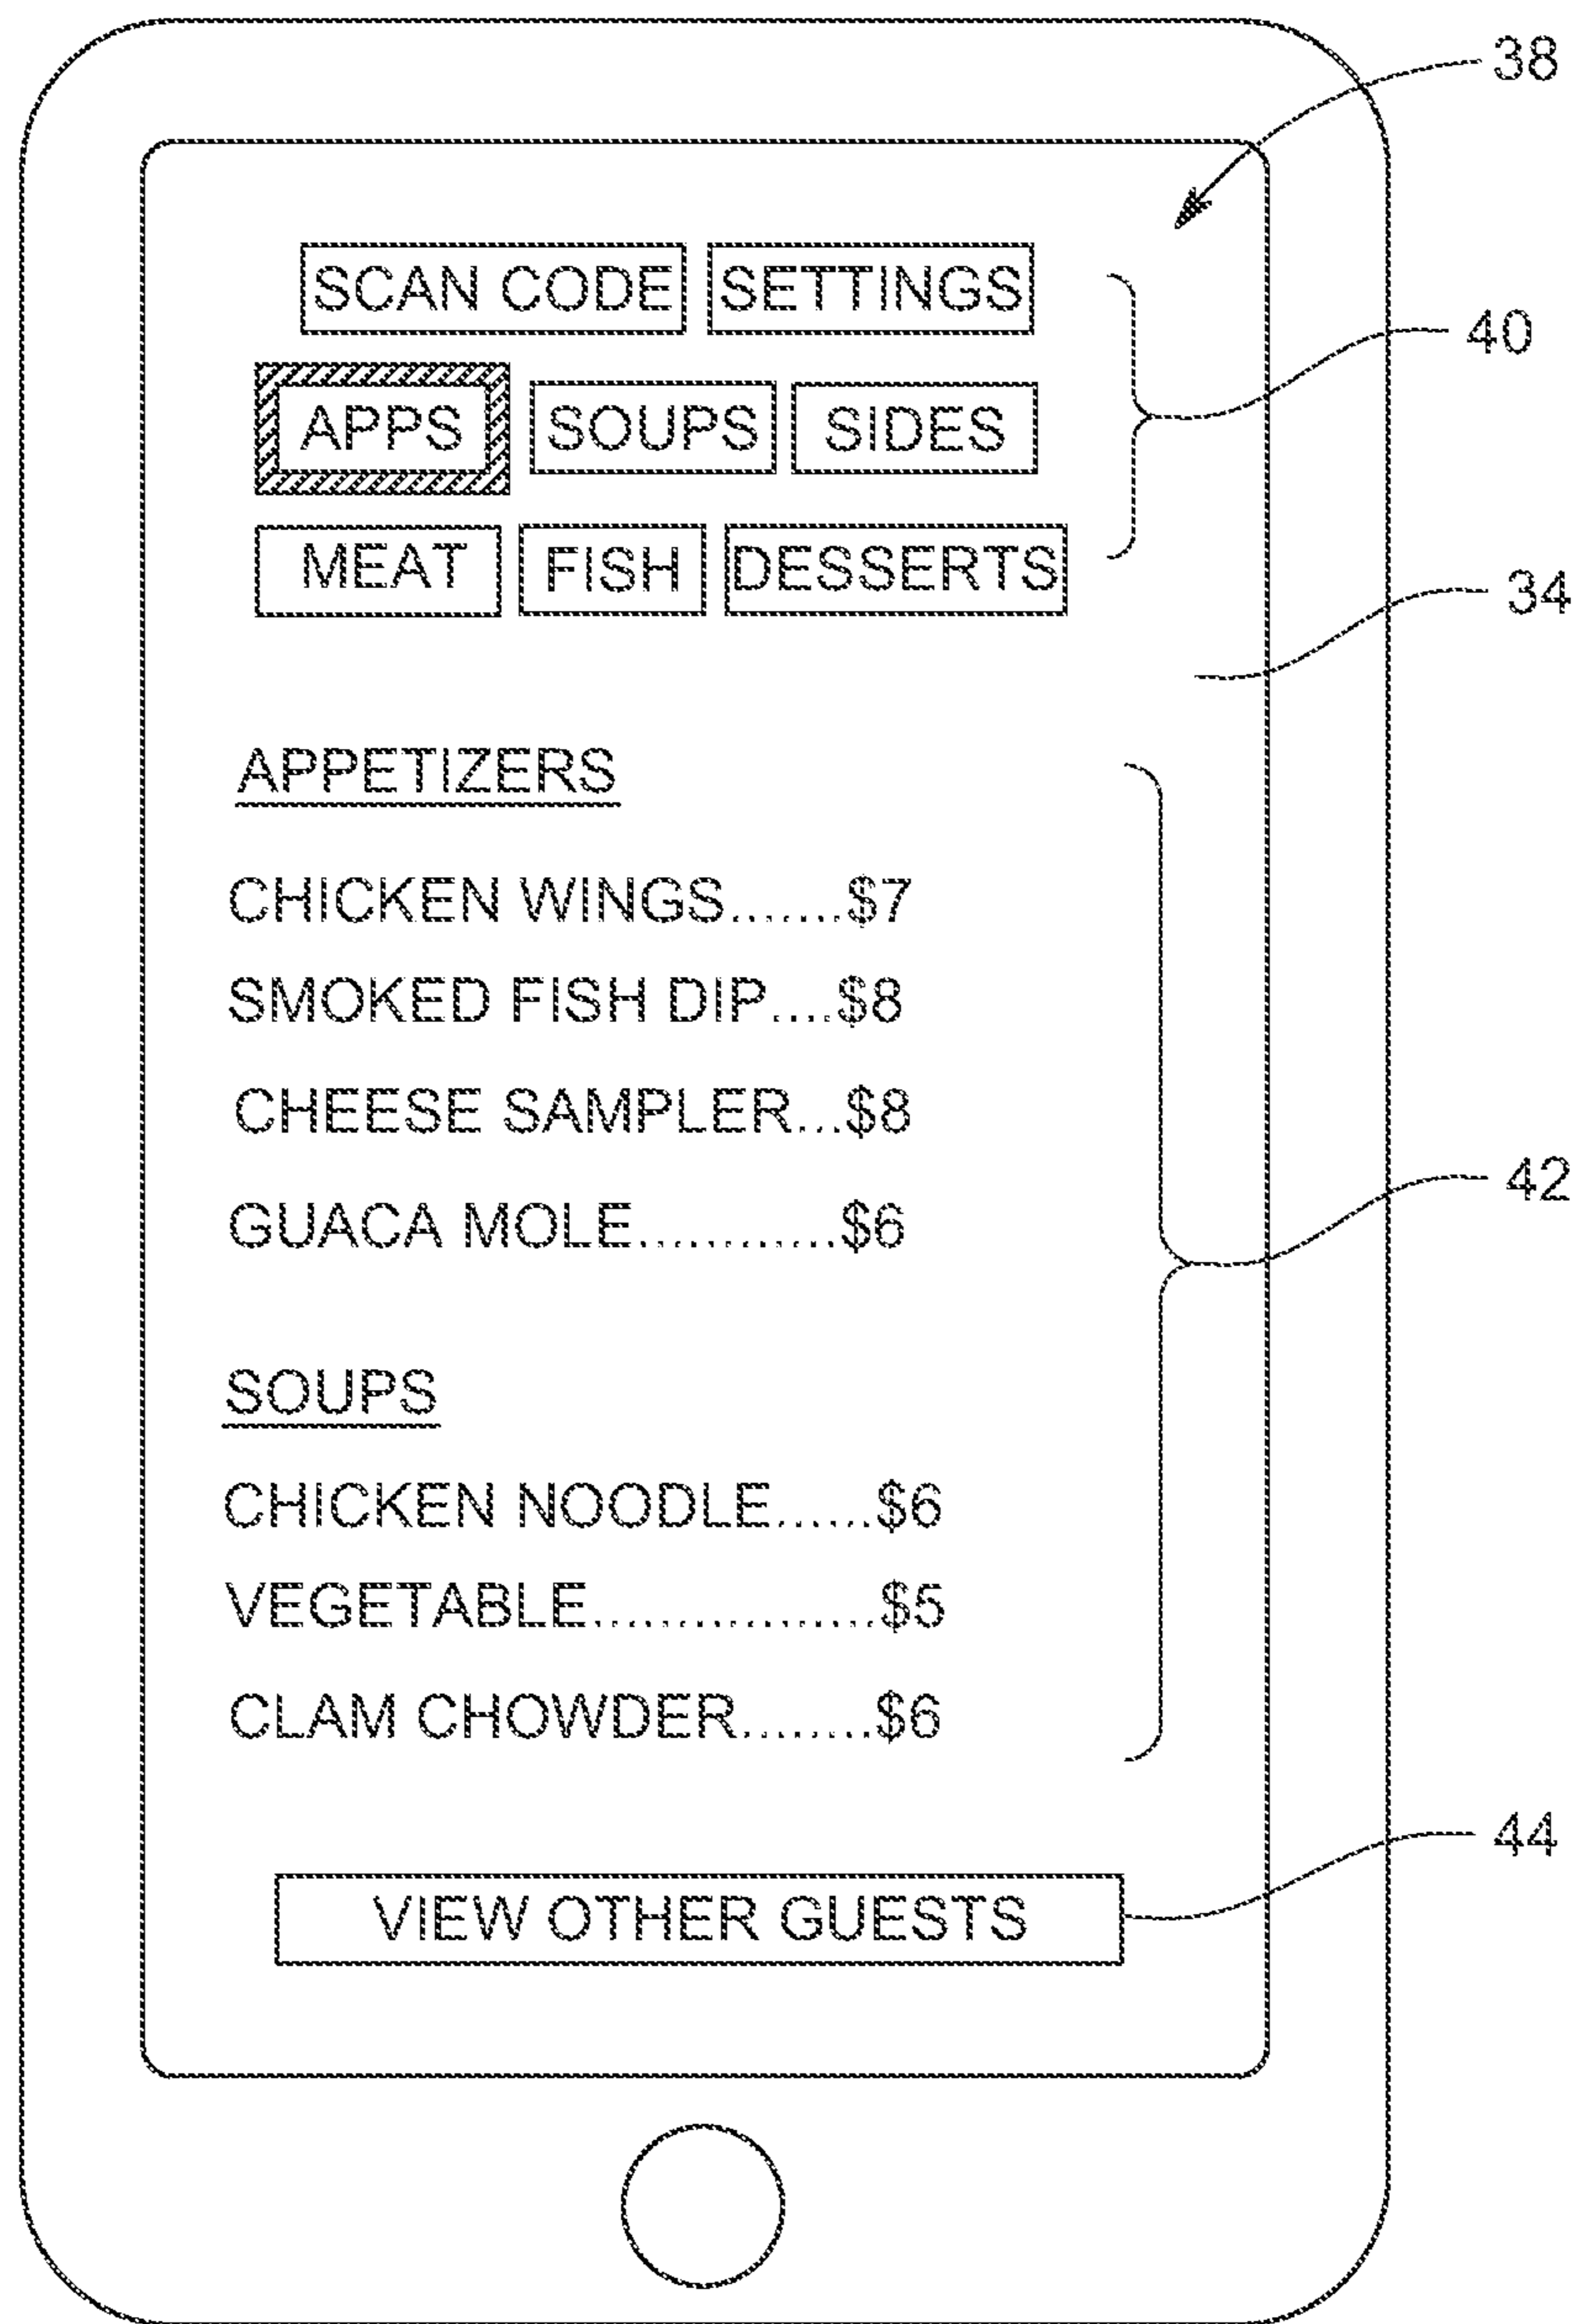 38
SCAN CODE SETTINGS
40
APPS SOUPS SIDES
MEAT FISH DESSERTS
34
APPETIZERS
CHICKEN WINGS.......$7
SMOKED FISH DIP....$8
CHEESE SAMPLER...$8
42
GUACA MOLE............$6
SOUPS
CHICKEN NOODLE......$6
VEGETABLE.................$5
CLAM CHOWDER........$6
44
VIEW OTHER GUESTS